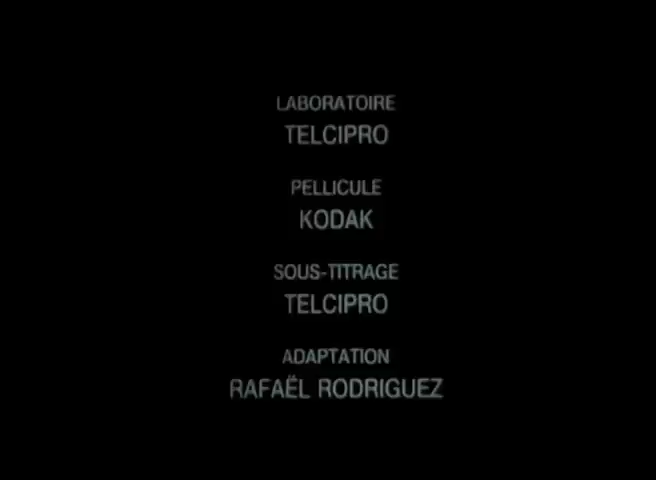 LABORATOIRE
TELCIPRO
PELLICULE
KODAK
SOUS-TITRAGE
TELCIPRO
ADAPTATION
RAFAËL RODRIGUEZ